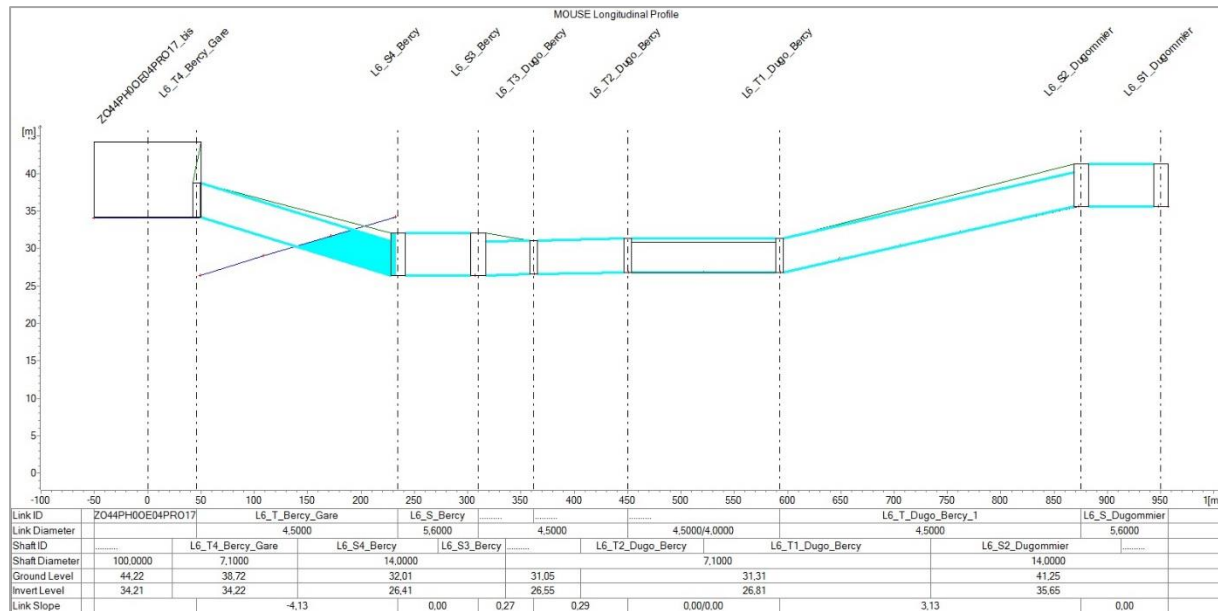 MOUSE Longitudinal Profile
ZO44PH0OE04PRO17_bis
L6_T4_Bercy_Gare
L6_S4_Bercy
L6_S3_Bercy
L6_T3_Dugo_Bercy
L6_T2_Dugo_Bercy
L6_T1_Dugo_Bercy
L6_S2_Dugommier
L6_S1_Dugommier
[m]
40
35
30
25
20
15
10
5
0
-100 -50 0 50 100 150 200 250 300 350 400 450 500 550 600 650 700 750 800 850 900 950 1[m
Link ID ZO44PH0OE04PRO17 L6_T_Bercy_Gare L6_S_Bercy .......... .......... .......... L6_T_Dugo_Bercy_1 L6_S_Dugommier
Link Diameter 4,5000 5,6000 4,5000 4,5000/4,0000 4,5000 5,6000
Shaft ID .......... L6_T4_Bercy_Gare L6_S4_Bercy L6_S3_Bercy .......... L6_T2_Dugo_Bercy L6_T1_Dugo_Bercy L6_S2_Dugommier ..........
Shaft Diameter 100,0000 7,1000 14,0000 7,1000 14,0000
Ground Level 44,22 38,72 32,01 31,05 31,31 41,25
Invert Level 34,21 34,22 26,41 26,55 26,81 35,65
Link Slope -4,13 0,00 0,27 0,29 0,00/0,00 3,13 0,00